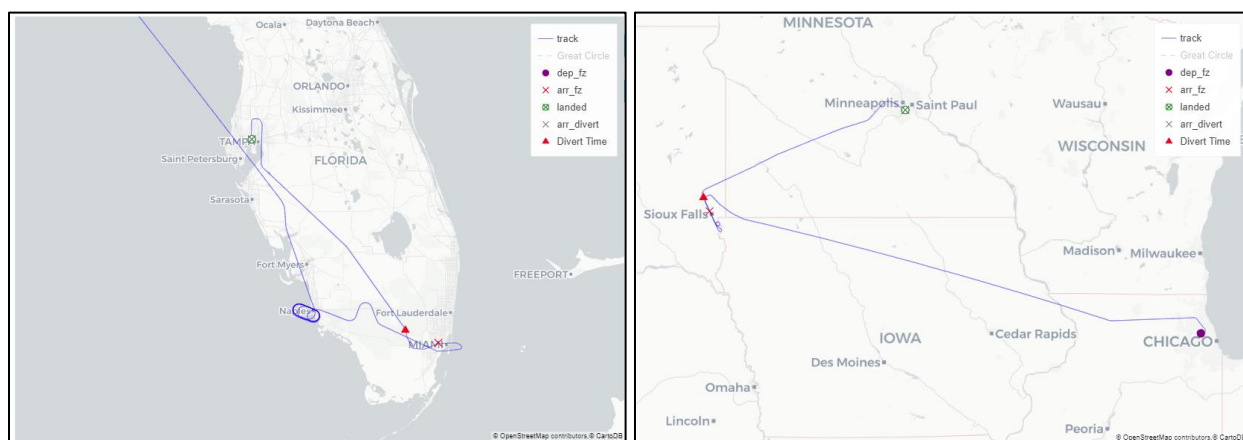 Ocala
Daytona Beach
ORLANDO
Kissimmee
TAMPA
Saint Petersburg
FLORIDA
Sarasota
Fort Myers
FREEPORT
Naples
Fort Lauderdale
MIAMI
track
Great Circle
dep_fz
arr_fz
landed
arr_divert
Divert Time
© OpenStreetMap contributors,© CartoDB
MINNESOTA
Minneapolis
Saint Paul
Wausau
WISCONSIN
Sioux Falls
Madison
Milwaukee
IOWA
Cedar Rapids
CHICAGO
Des Moines
Omaha
Lincoln
Peoria
track
Great Circle
dep_fz
arr_fz
landed
arr_divert
Divert Time
© OpenStreetMap contributors,© CartoDB